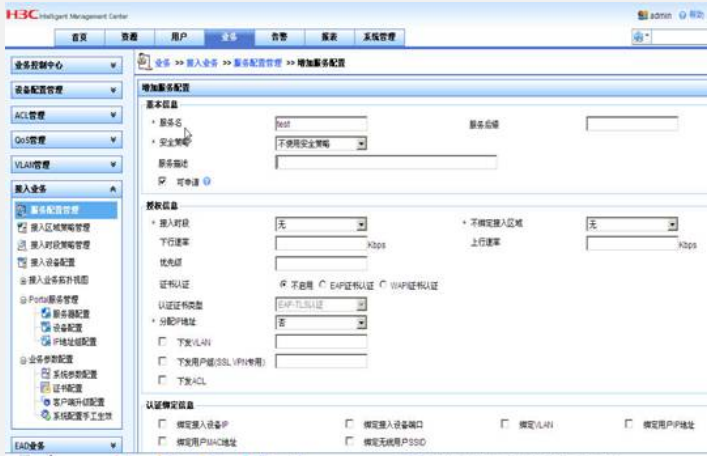 H3C Intelligent Management Center
admin 帮助
首页 资源 用户 业务 告警 报表 系统管理
业务 >> 接入业务 >> 服务配置管理 >> 增加服务配置
业务控制中心
设备配置管理
ACL管理
QoS管理
VLAN管理
接入业务
服务配置管理
接入区域策略管理
接入时段策略管理
接入设备配置
接入业务拓扑视图
Portal服务管理
服务器配置
设备配置
IP地址组配置
业务参数配置
系统参数配置
证书配置
客户端升级配置
系统配置手工生效
EAD业务
增加服务配置
基本信息
* 服务名 test 服务后缀
* 安全策略 不使用安全策略
服务描述
可申请
授权信息
* 接入时段 无 * 不绑定接入区域 无
下行速率 Kbps 上行速率 Kbps
优先级
证书认证 不启用 EAP证书认证 WAPI证书认证
认证证书类型 EAP-TLS认证
* 分配IP地址 否
下发VLAN
下发用户组(SSL VPN专用)
下发ACL
认证绑定信息
绑定接入设备IP 绑定接入设备端口 绑定VLAN 绑定用户IP地址
绑定用户MAC地址 绑定无线用户SSID